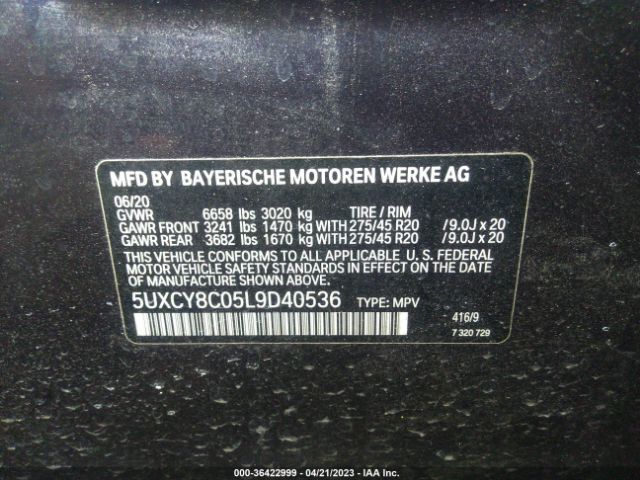 MFD BY BAYERISCHE MOTOREN WERKE AG
06/20
GVWR 6658 lbs 3020 kg TIRE / RIM
GAWR FRONT 3241 lbs 1470 kg WITH 275/45 R20 /9.0J x 20
GAWR REAR 3682 lbs 1670 kg WITH 275/45 R20 /9.0J x 20
THIS VEHICLE CONFORMS TO ALL APPLICABLE U. S. FEDERAL
MOTOR VEHICLE SAFETY STANDARDS IN EFFECT ON THE DATE
OF MANUFACTURE SHOWN ABOVE.
5UXCY8C05L9D40536 TYPE: MPV
416/9
7 320 729
000-36422999 - 04/21/2023 - IAA Inc.